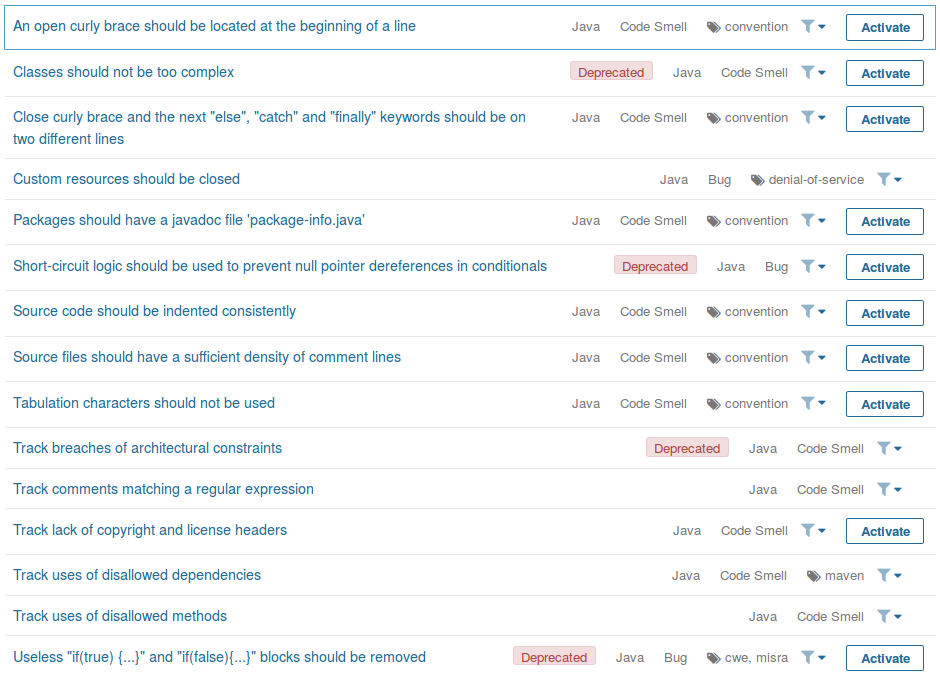 An open curly brace should be located at the beginning of a line Java Code Smell convention Activate
Classes should not be too complex Deprecated Java Code Smell Activate
Close curly brace and the next "else", "catch" and "finally" keywords should be on Java Code Smell convention Activate
two different lines
Custom resources should be closed Java Bug denial-of-service
Packages should have a javadoc file 'package-info.java' Java Code Smell convention Activate
Short-circuit logic should be used to prevent null pointer dereferences in conditionals Deprecated Java Bug Activate
Source code should be indented consistently Java Code Smell convention Activate
Source files should have a sufficient density of comment lines Java Code Smell convention Activate
Tabulation characters should not be used Java Code Smell convention Activate
Track breaches of architectural constraints Deprecated Java Code Smell
Track comments matching a regular expression Java Code Smell
Track lack of copyright and license headers Java Code Smell Activate
Track uses of disallowed dependencies Java Code Smell maven
Track uses of disallowed methods Java Code Smell
Useless "if(true) {...}" and "if(false){...}" blocks should be removed Deprecated Java Bug cwe, misra Activate